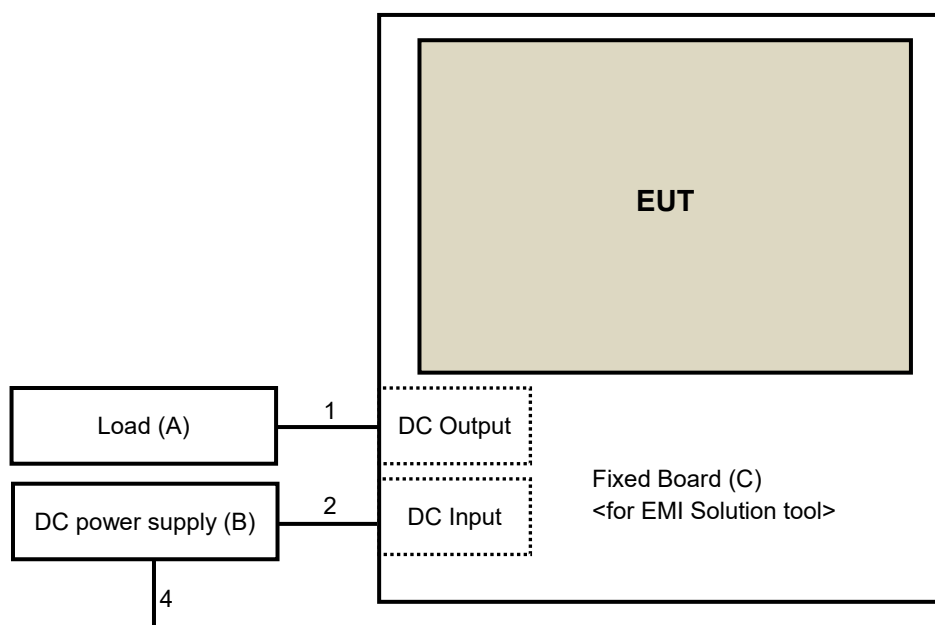 EUT
Load (A)
1
DC Output
DC power supply (B)
2
DC Input
Fixed Board (C)
<for EMI Solution tool>
4